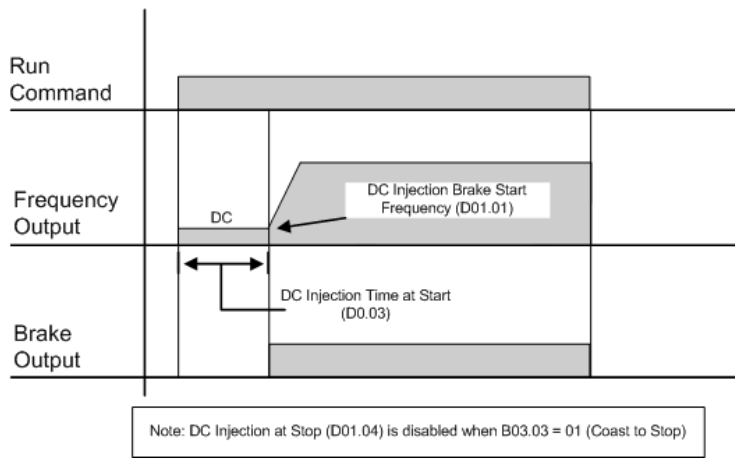 Run
Command
Frequency
Output
DC
DC Injection Brake Start
Frequency (D01.01)
DC Injection Time at Start
(D0.03)
Brake
Output
Note: DC Injection at Stop (D01.04) is disabled when B03.03 = 01 (Coast to Stop)